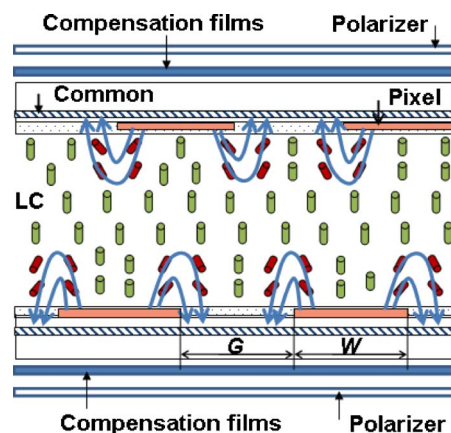 Compensation films
Polarizer
Common
Pixel
LC
G
W
Compensation films
Polarizer